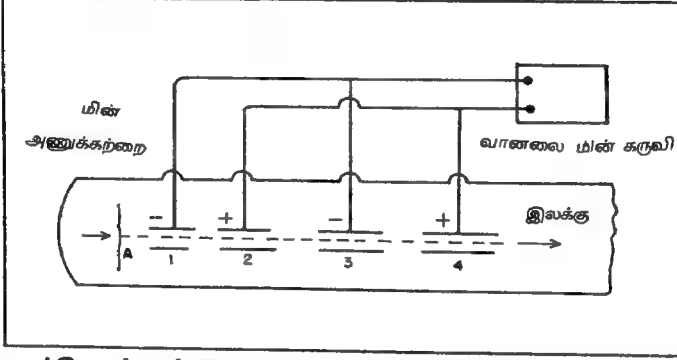 மின்
அணுக்கற்றை
வானலை மின் கருவி
இலக்கு
- + - +
A
1 2 3 4